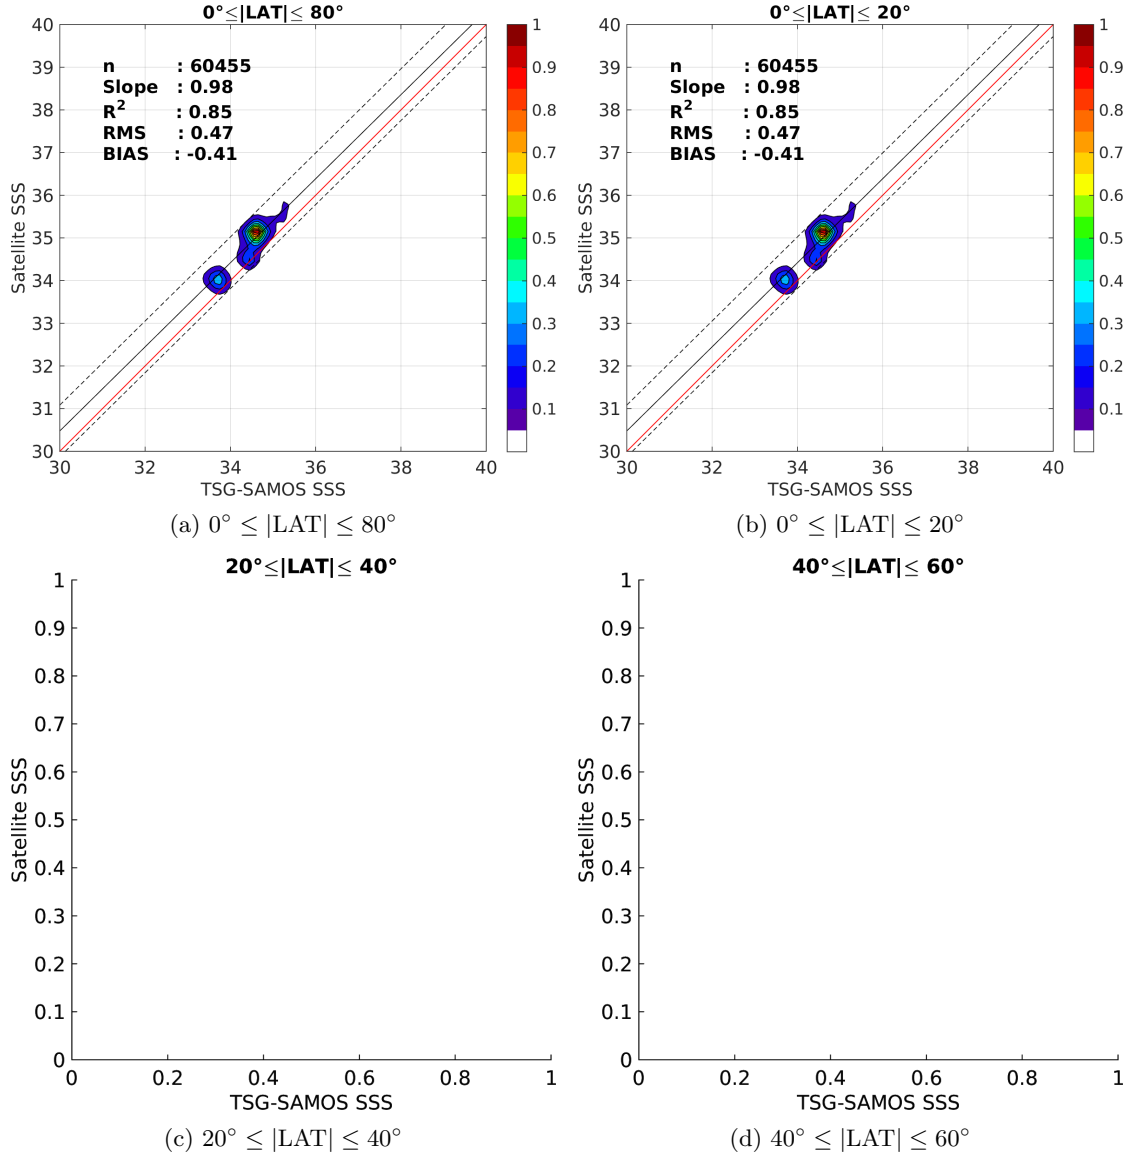 0°≤|LAT|≤ 80°
n : 60455
Slope : 0.98
R² : 0.85
RMS : 0.47
BIAS : -0.41
40
39
38
37
36
35
34
33
32
31
30
30 32 34 36 38 40
Satellite SSS
TSG-SAMOS SSS
1
0.9
0.8
0.7
0.6
0.5
0.4
0.3
0.2
0.1
(a) 0° ≤ |LAT| ≤ 80°
0°≤|LAT|≤ 20°
n : 60455
Slope : 0.98
R² : 0.85
RMS : 0.47
BIAS : -0.41
40
39
38
37
36
35
34
33
32
31
30
30 32 34 36 38 40
Satellite SSS
TSG-SAMOS SSS
1
0.9
0.8
0.7
0.6
0.5
0.4
0.3
0.2
0.1
(b) 0° ≤ |LAT| ≤ 20°
20°≤|LAT|≤ 40°
1
0.9
0.8
0.7
0.6
0.5
0.4
0.3
0.2
0.1
0
0 0.2 0.4 0.6 0.8 1
Satellite SSS
TSG-SAMOS SSS
(c) 20° ≤ |LAT| ≤ 40°
40°≤|LAT|≤ 60°
1
0.9
0.8
0.7
0.6
0.5
0.4
0.3
0.2
0.1
0
0 0.2 0.4 0.6 0.8 1
Satellite SSS
TSG-SAMOS SSS
(d) 40° ≤ |LAT| ≤ 60°